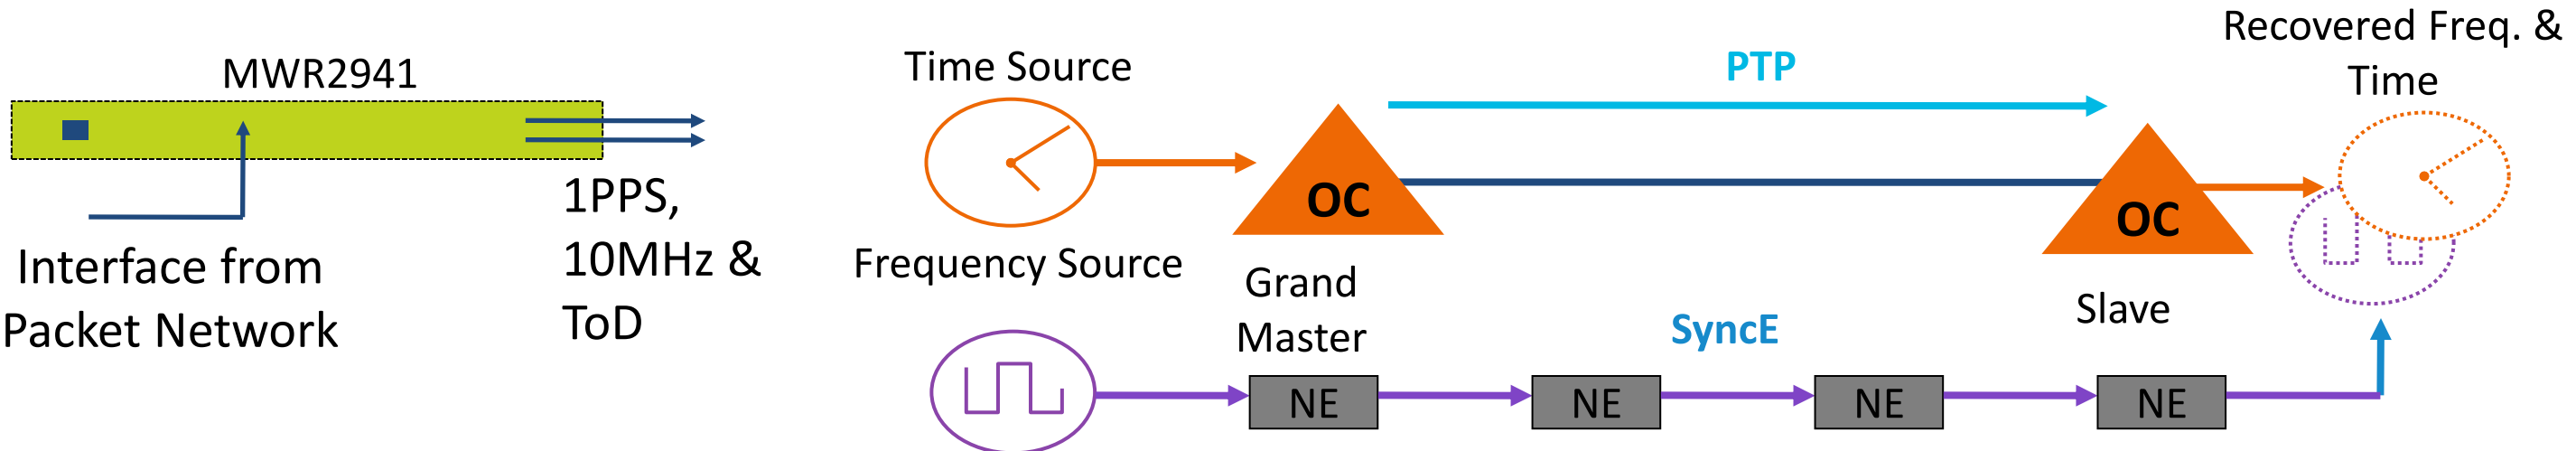 MWR2941
Interface from
Packet Network
1PPS,
10MHz &
ToD
Time Source
Frequency Source
OC
Grand
Master
PTP
SyncE
OC
Slave
Recovered Freq. &
Time
NE
NE
NE
NE